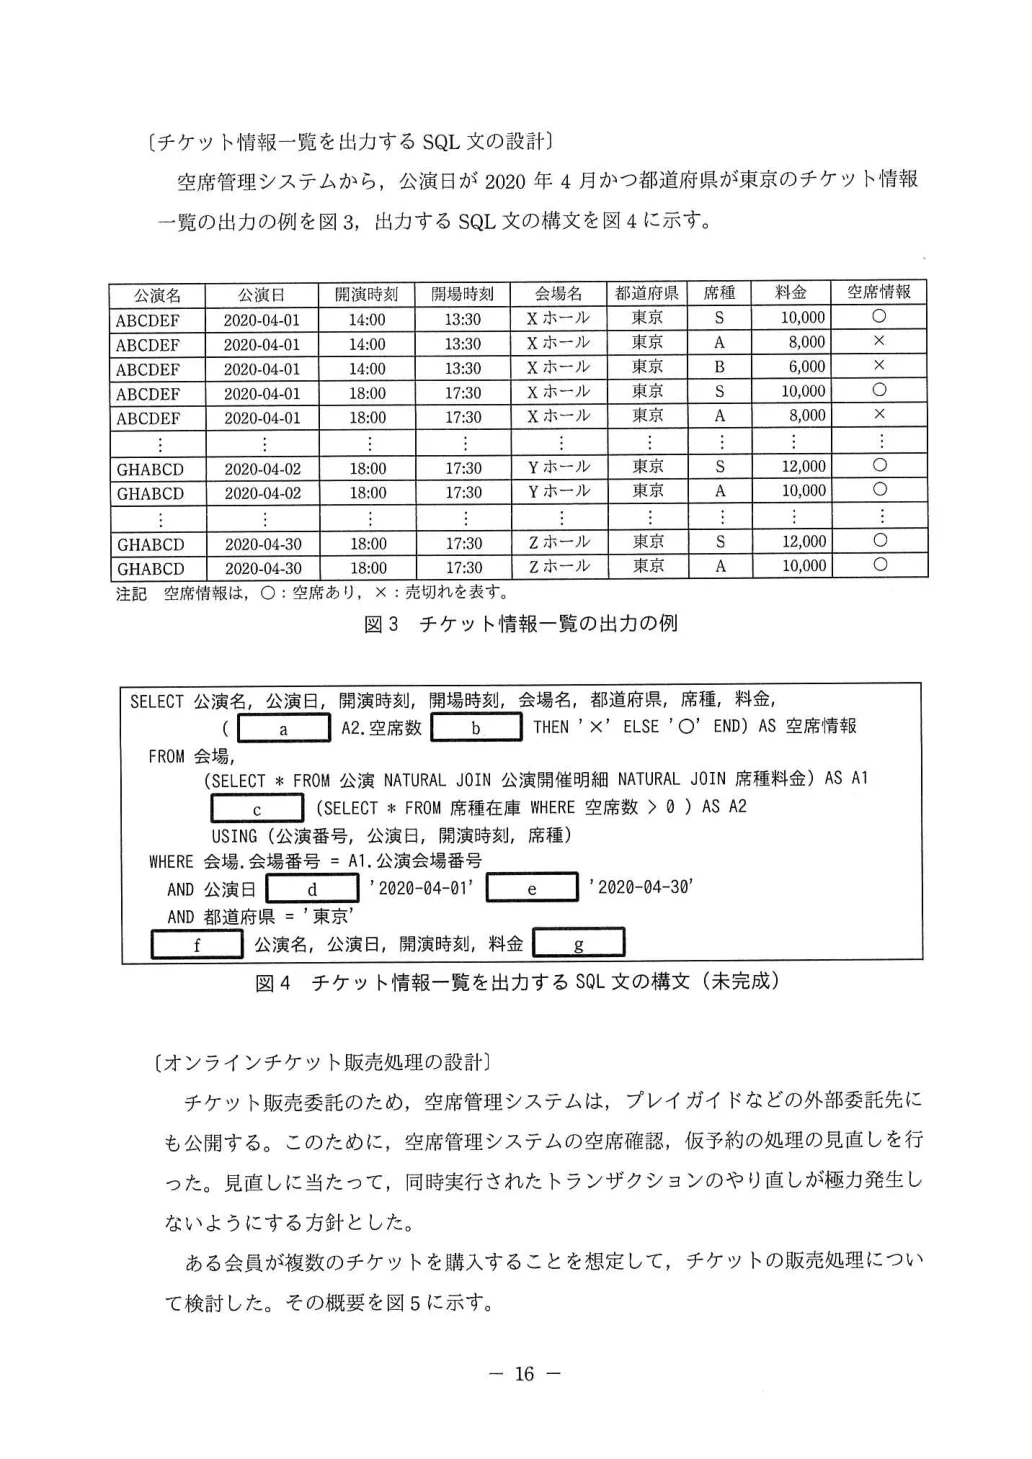 〔チケット情報一覧を出力する SQL 文の設計〕
空席管理システムから，公演日が 2020 年 4 月かつ都道府県が東京のチケット情報
一覧の出力の例を図 3，出力する SQL 文の構文を図 4 に示す。
公演名 公演日 開演時刻 開場時刻 会場名 都道府県 席種 料金 空席情報
ABCDEF 2020-04-01 14:00 13:30 X ホール 東京 S 10,000 ○
ABCDEF 2020-04-01 14:00 13:30 X ホール 東京 A 8,000 ×
ABCDEF 2020-04-01 14:00 13:30 X ホール 東京 B 6,000 ×
ABCDEF 2020-04-01 18:00 17:30 X ホール 東京 S 10,000 ○
ABCDEF 2020-04-01 18:00 17:30 X ホール 東京 A 8,000 ×
⋮ ⋮ ⋮ ⋮ ⋮ ⋮ ⋮ ⋮ ⋮
GHABCD 2020-04-02 18:00 17:30 Y ホール 東京 S 12,000 ○
GHABCD 2020-04-02 18:00 17:30 Y ホール 東京 A 10,000 ○
⋮ ⋮ ⋮ ⋮ ⋮ ⋮ ⋮ ⋮ ⋮
GHABCD 2020-04-30 18:00 17:30 Z ホール 東京 S 12,000 ○
GHABCD 2020-04-30 18:00 17:30 Z ホール 東京 A 10,000 ○
注記　空席情報は，○：空席あり，×：売切れを表す。
図 3　チケット情報一覧の出力の例
SELECT 公演名, 公演日, 開演時刻, 開場時刻, 会場名, 都道府県, 席種, 料金,
( a A2.空席数 b THEN '×' ELSE '○' END) AS 空席情報
FROM 会場,
(SELECT * FROM 公演 NATURAL JOIN 公演開催明細 NATURAL JOIN 席種料金) AS A1
c (SELECT * FROM 席種在庫 WHERE 空席数 > 0 ) AS A2
USING (公演番号, 公演日, 開演時刻, 席種)
WHERE 会場.会場番号 = A1.公演会場番号
AND 公演日 d '2020-04-01' e '2020-04-30'
AND 都道府県 = '東京'
f 公演名, 公演日, 開演時刻, 料金 g
図 4　チケット情報一覧を出力する SQL 文の構文（未完成）
〔オンラインチケット販売処理の設計〕
チケット販売委託のため，空席管理システムは，プレイガイドなどの外部委託先に
も公開する。このために，空席管理システムの空席確認，仮予約の処理の見直しを行
った。見直しに当たって，同時実行されたトランザクションのやり直しが極力発生し
ないようにする方針とした。
ある会員が複数のチケットを購入することを想定して，チケットの販売処理につい
て検討した。その概要を図 5 に示す。
－ 16 －